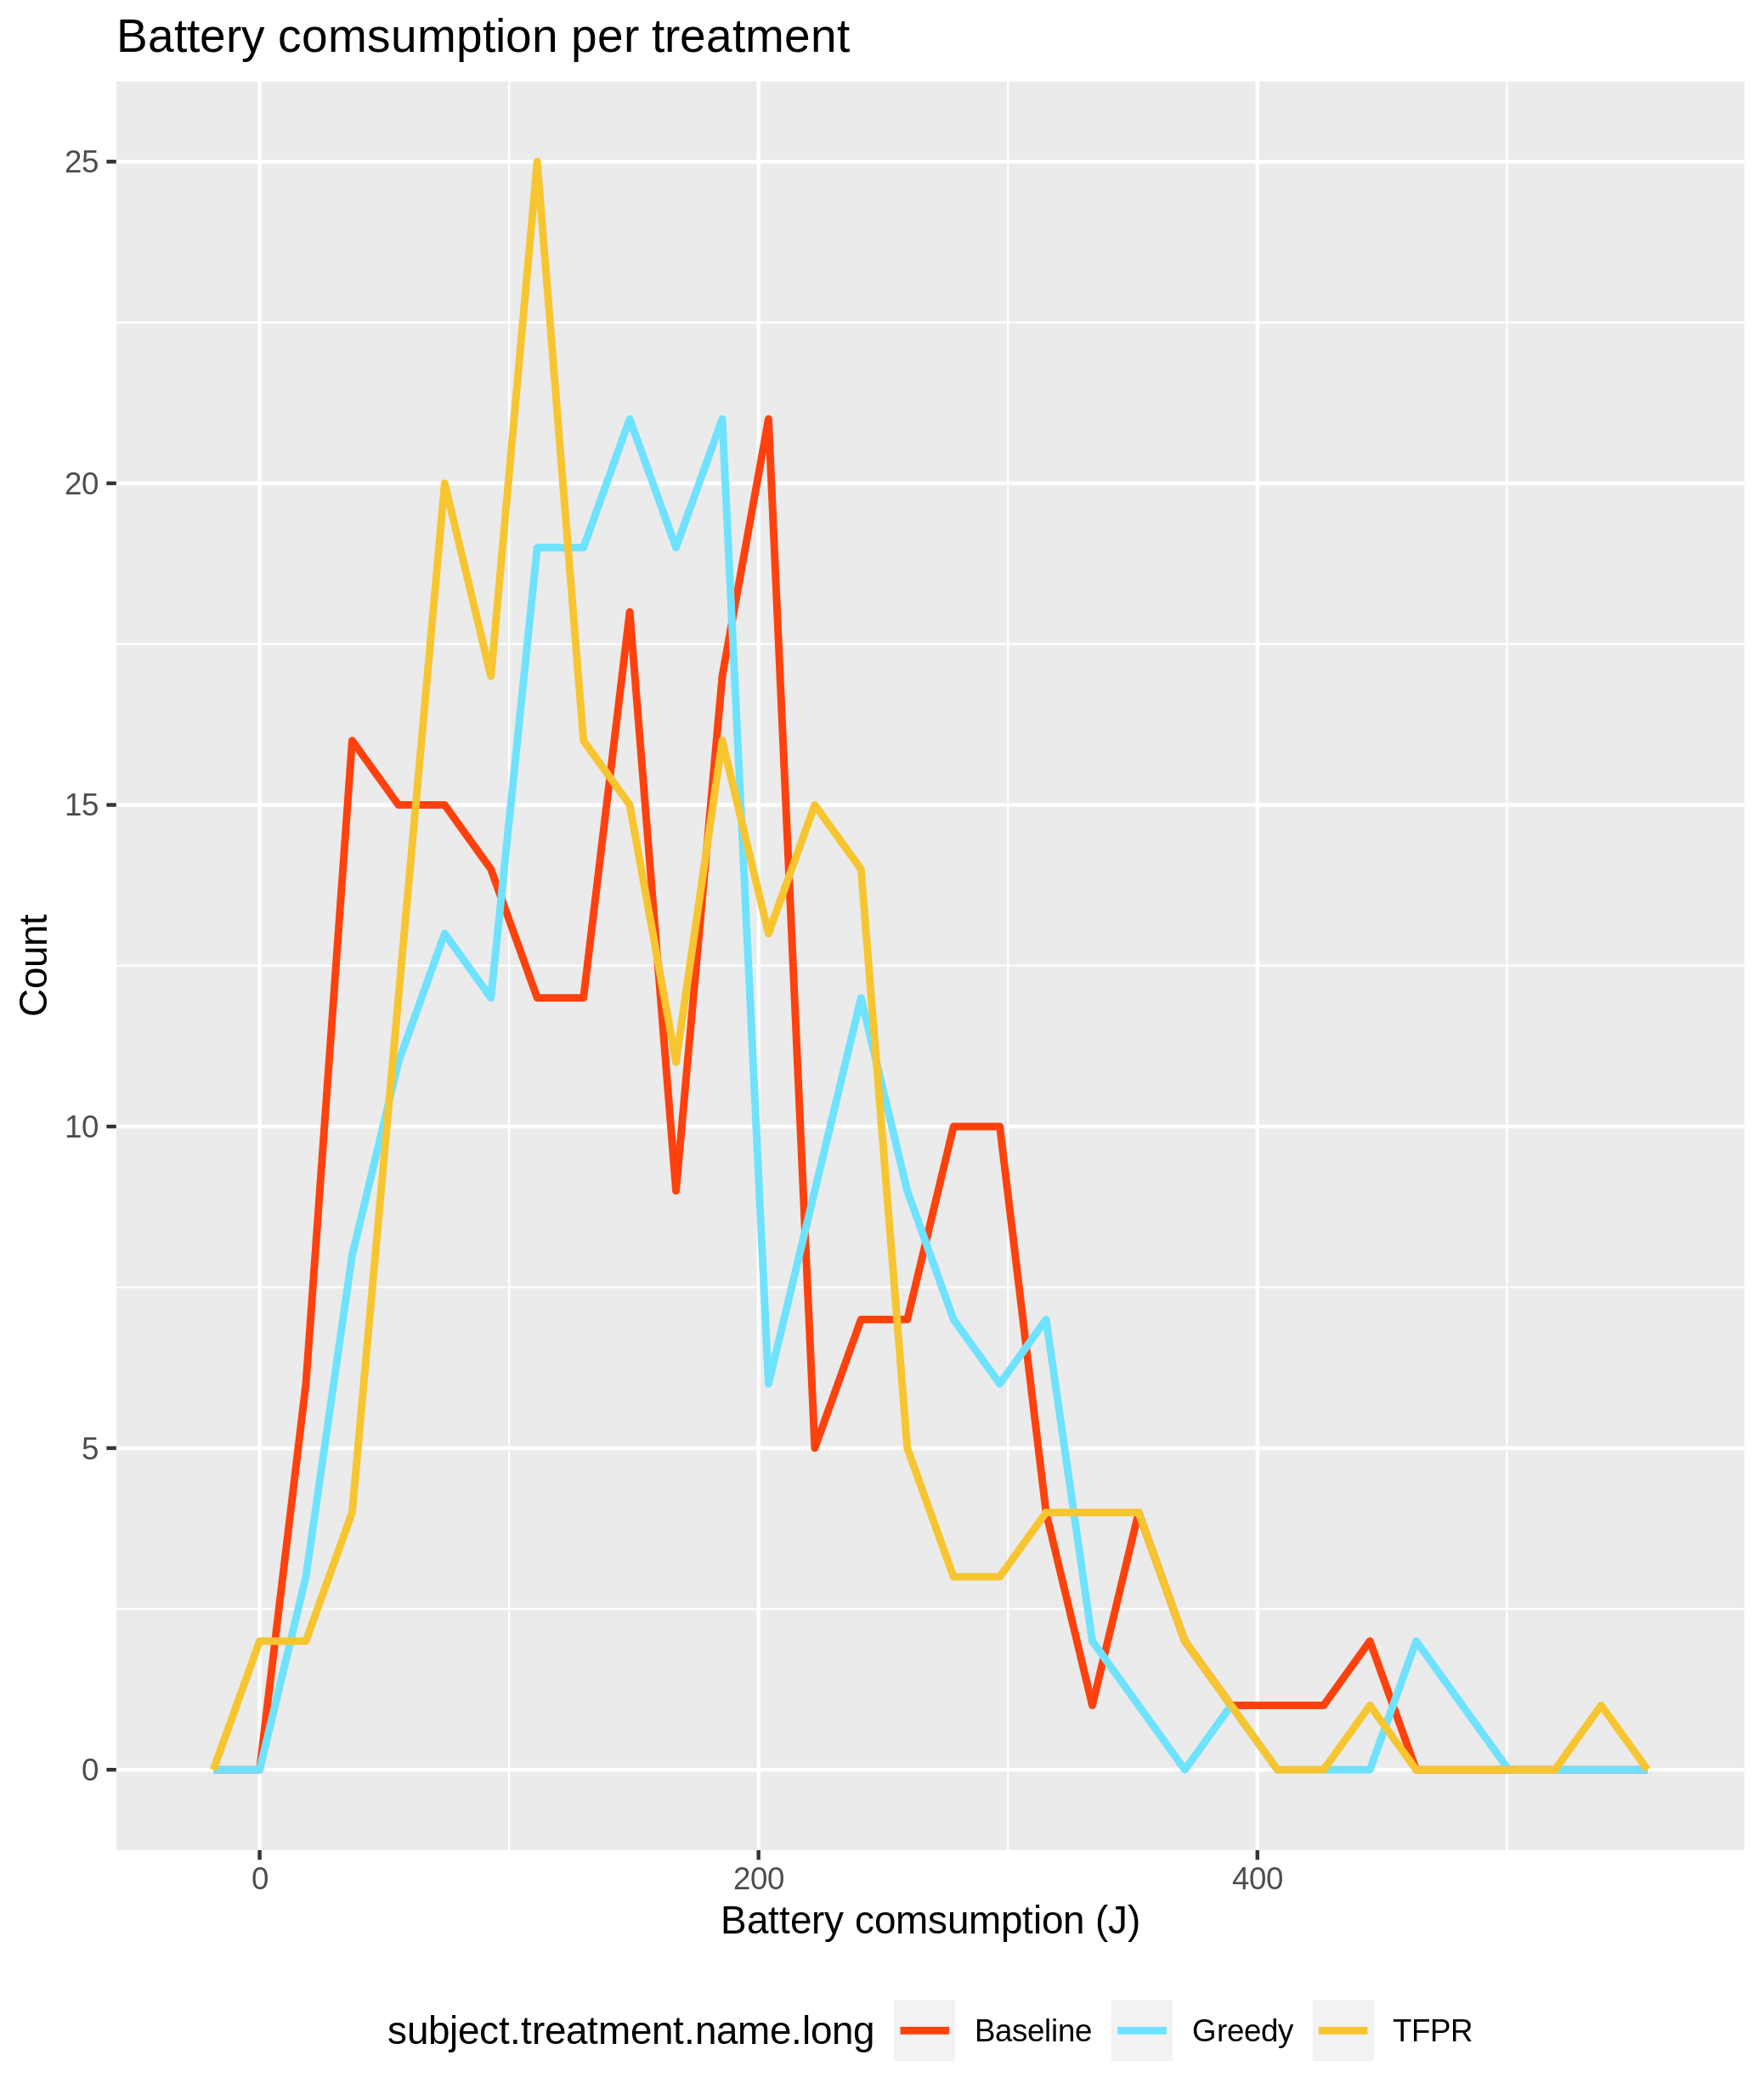 Battery comsumption per treatment
25
20
15
10
5
0
Count
0 200 400
Battery comsumption (J)
subject.treatment.name.long Baseline Greedy TFPR